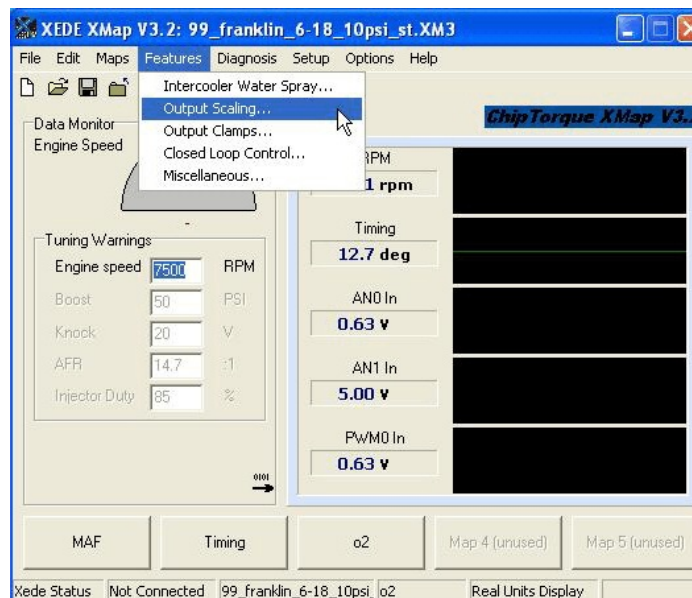 XEDE XMap V3.2: 99_franklin_6-18_10psi_st.XM3
File Edit Maps Features Diagnosis Setup Options Help
Intercooler Water Spray...
Output Scaling...
Output Clamps...
Closed Loop Control...
Miscellaneous...
ChipTorque XMap V3.
Data Monitor
Engine Speed
-
Tuning Warnings
Engine speed 7500 RPM
Boost 50 PSI
Knock 20 V
AFR 14.7 :1
Injector Duty 85 %
0101
RPM
1 rpm
Timing
12.7 deg
AN0 In
0.63 V
AN1 In
5.00 V
PWM0 In
0.63 V
MAF Timing o2 Map 4 (unused) Map 5 (unused)
Xede Status Not Connected 99_franklin_6-18_10psi_ o2 Real Units Display